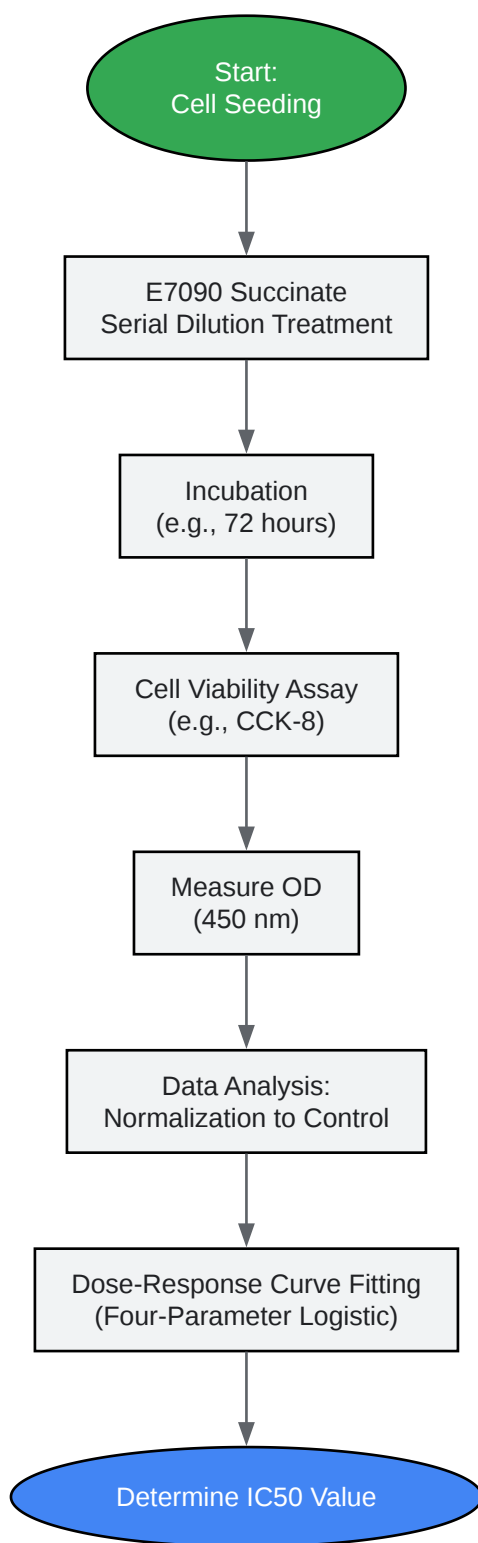 Start:
Cell Seeding
E7090 Succinate
Serial Dilution Treatment
Incubation
(e.g., 72 hours)
Cell Viability Assay
(e.g., CCK-8)
Measure OD
(450 nm)
Data Analysis:
Normalization to Control
Dose-Response Curve Fitting
(Four-Parameter Logistic)
Determine IC50 Value